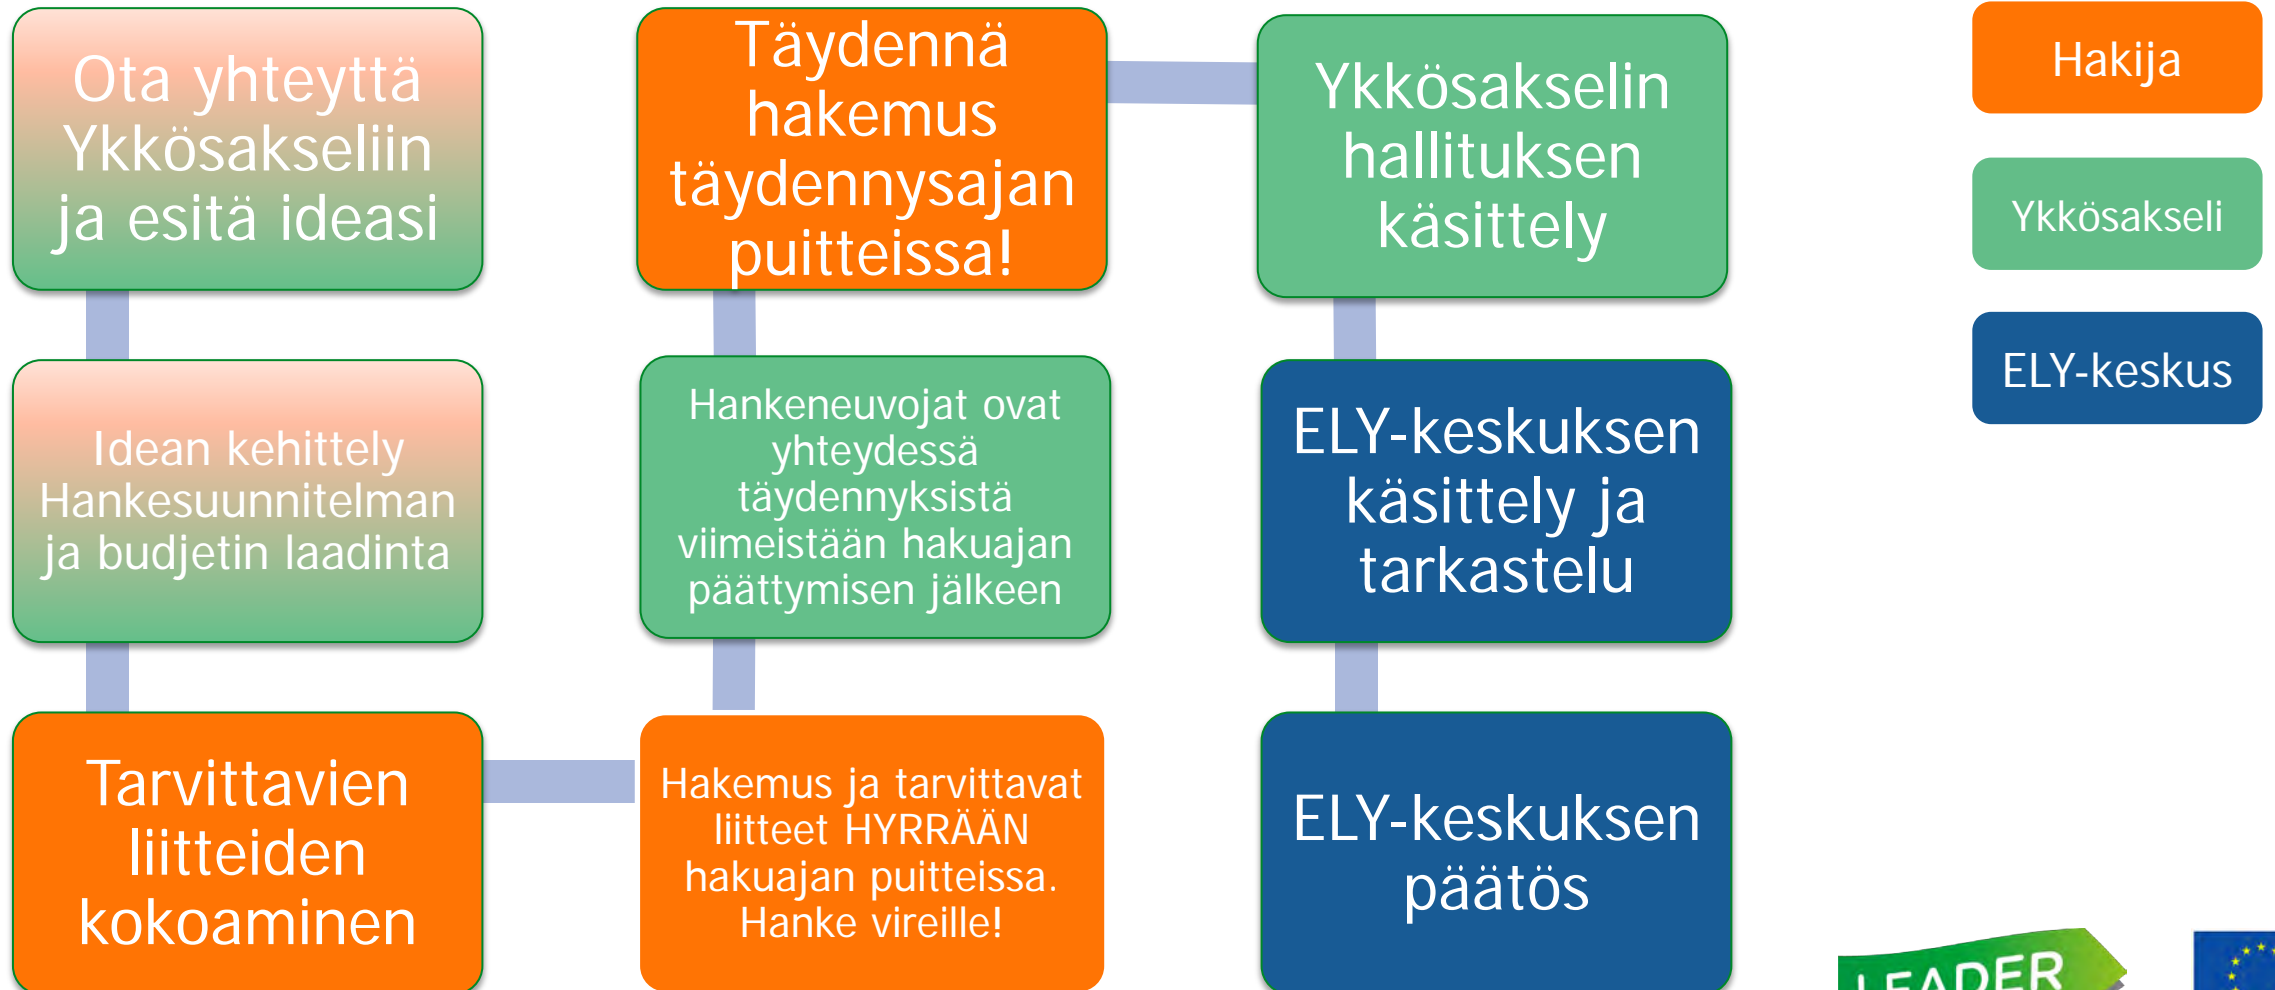 Ota yhteyttä
Ykkösakseliin
ja esitä ideasi
Idean kehittely
Hankesuunnitelman
ja budjetin laadinta
Tarvittavien
liitteiden
kokoaminen
Hakemus ja tarvittavat
liitteet HYRRÄÄN
hakuajan puitteissa.
Hanke vireille!
Hankeneuvojat ovat
yhteydessä
täydennyksistä
viimeistään hakuajan
päättymisen jälkeen
Täydennä
hakemus
täydennysajan
puitteissa!
Ykkösakselin
hallituksen
käsittely
ELY-keskuksen
käsittely ja
tarkastelu
ELY-keskuksen
päätös
Hakija
Ykkösakseli
ELY-keskus
LEADER